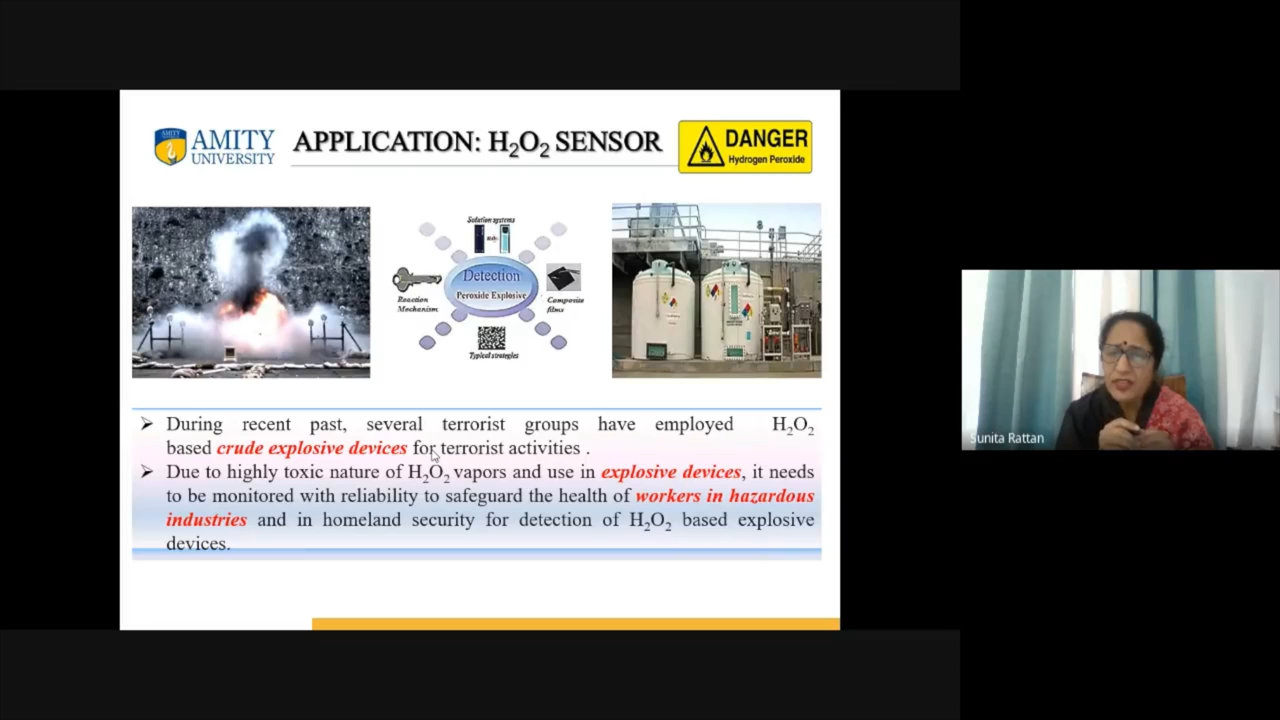 AMITY
AMITY
UNIVERSITY
APPLICATION: H₂O₂ SENSOR
DANGER
Hydrogen Peroxide
Solution systems
Detection
Peroxide Explosive
Reaction
Mechanism
Composite
films
Typical strategies
➢ During recent past, several terrorist groups have employed H₂O₂
based crude explosive devices for terrorist activities .
➢ Due to highly toxic nature of H₂O₂ vapors and use in explosive devices, it needs
to be monitored with reliability to safeguard the health of workers in hazardous
industries and in homeland security for detection of H₂O₂ based explosive
devices.
Sunita Rattan